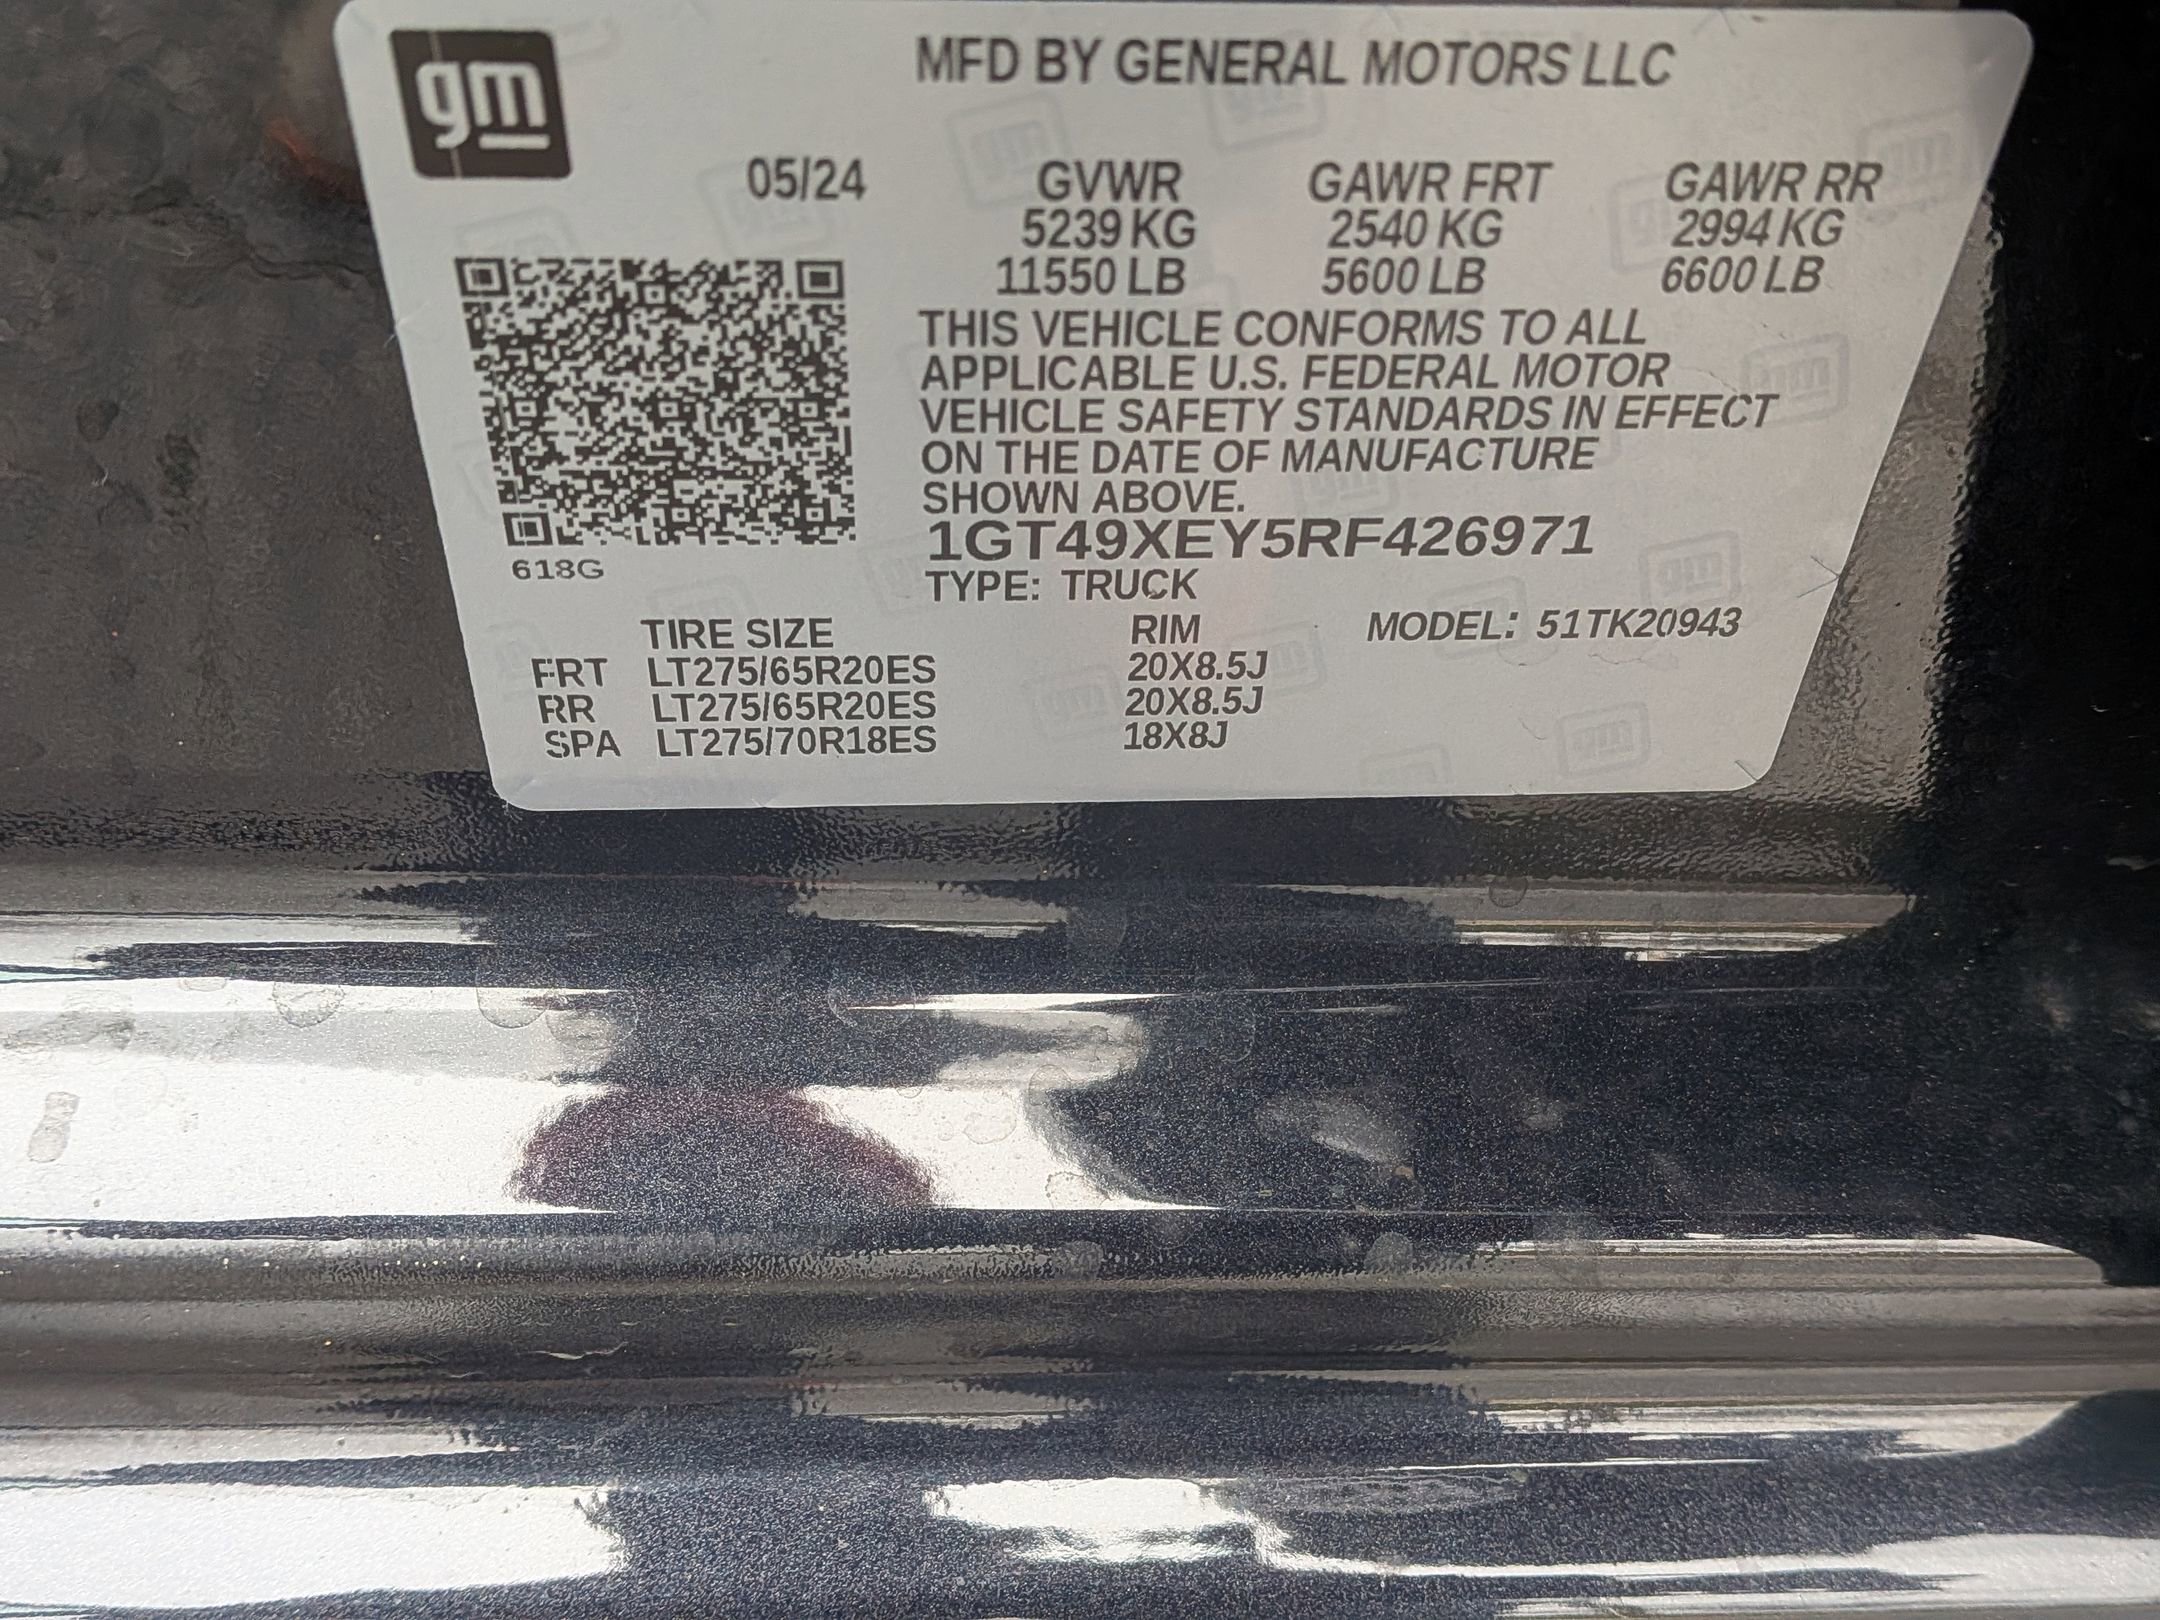 gm
MFD BY GENERAL MOTORS LLC
05/24 GVWR GAWR FRT GAWR RR
5239 KG 2540 KG 2994 KG
11550 LB 5600 LB 6600 LB
THIS VEHICLE CONFORMS TO ALL
APPLICABLE U.S. FEDERAL MOTOR
VEHICLE SAFETY STANDARDS IN EFFECT
ON THE DATE OF MANUFACTURE
SHOWN ABOVE.
1GT49XEY5RF426971
618G
TYPE: TRUCK
TIRE SIZE RIM MODEL: 51TK20943
FRT LT275/65R20ES 20X8.5J
RR LT275/65R20ES 20X8.5J
SPA LT275/70R18ES 18X8J